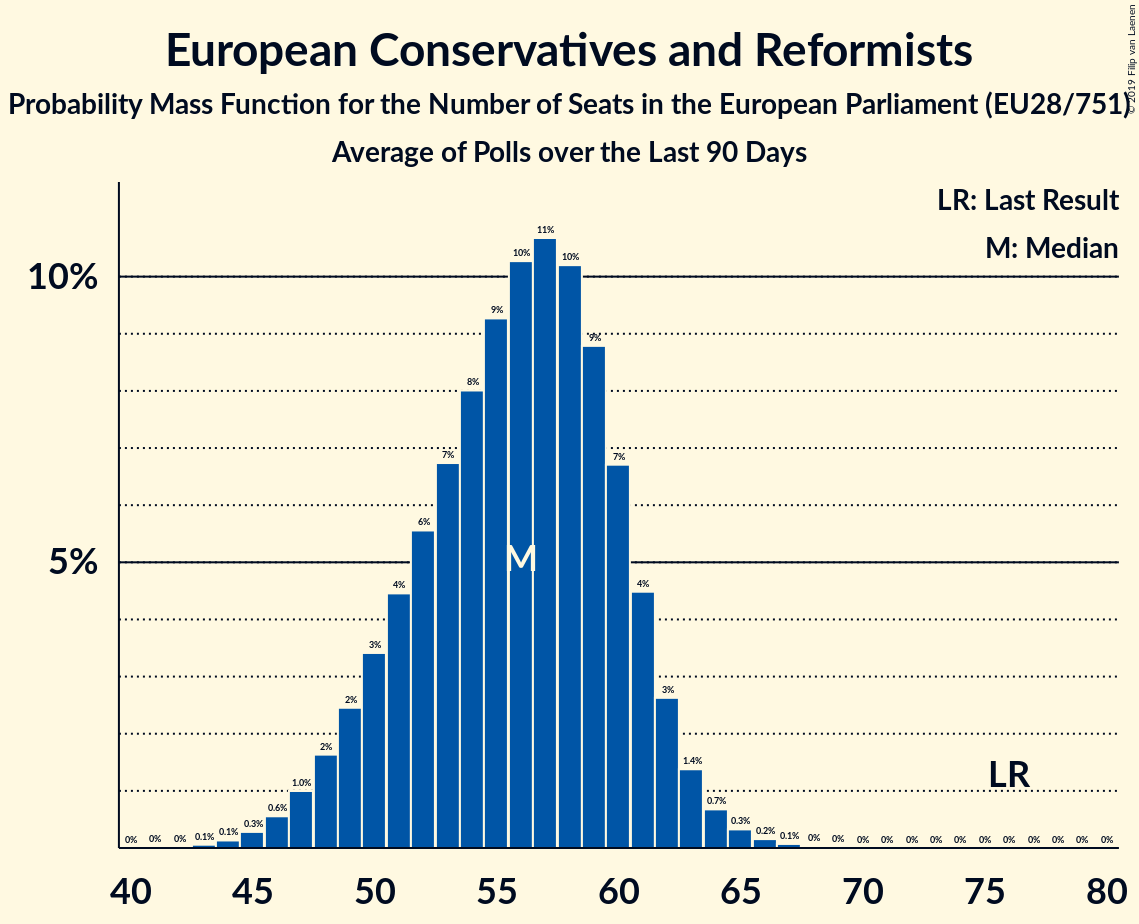 European Conservatives and Reformists
Probability Mass Function for the Number of Seats in the European Parliament (EU28/751)
Average of Polls over the Last 90 Days
© 2019 Filip van Laenen
LR: Last Result
M: Median
10%
5%
0% 0% 0% 0.1% 0.1% 0.3% 0.6% 1.0% 2% 2% 3% 4% 6% 7% 8% 9% 10% 11% 10% 9% 7% 4% 3% 1.4% 0.7% 0.3% 0.2% 0.1% 0% 0% 0% 0% 0% 0% 0% 0% 0% 0% 0% 0% 0%
M
LR
40 45 50 55 60 65 70 75 80